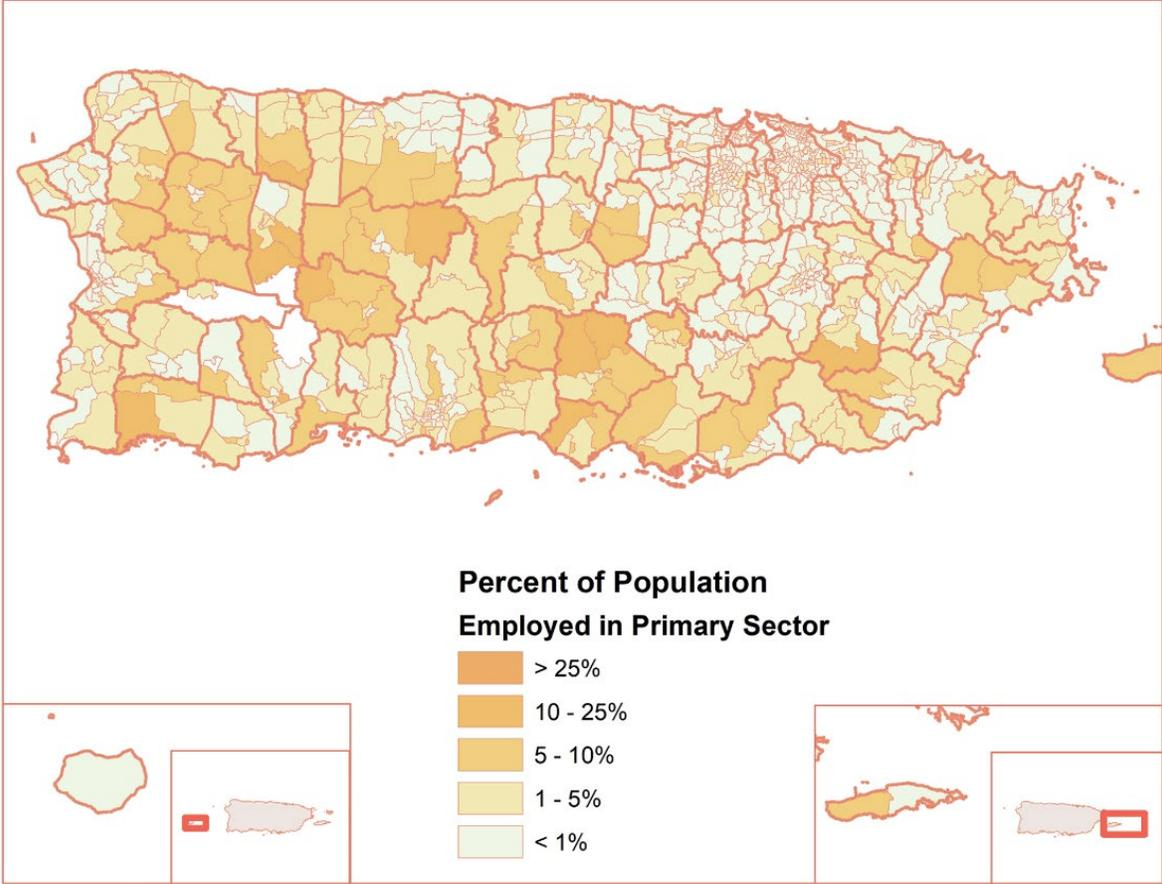 Percent of Population
Employed in Primary Sector
> 25%
10 - 25%
5 - 10%
1 - 5%
< 1%